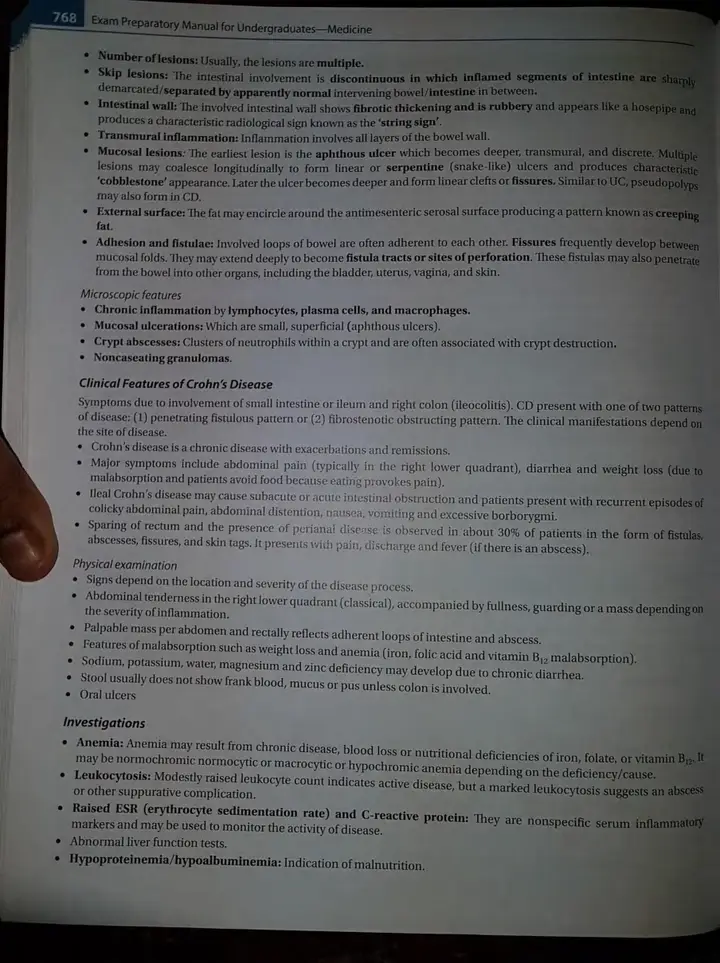 768 Exam Preparatory Manual for Undergraduates—Medicine
• Number of lesions: Usually, the lesions are multiple.
• Skip lesions: The intestinal involvement is discontinuous in which inflamed segments of intestine are sharply
demarcated/separated by apparently normal intervening bowel/intestine in between.
• Intestinal wall: The involved intestinal wall shows fibrotic thickening and is rubbery and appears like a hosepipe and
produces a characteristic radiological sign known as the 'string sign'.
• Transmural inflammation: Inflammation involves all layers of the bowel wall.
• Mucosal lesions: The earliest lesion is the aphthous ulcer which becomes deeper, transmural, and discrete. Multiple
lesions may coalesce longitudinally to form linear or serpentine (snake-like) ulcers and produces characteristic
'cobblestone' appearance. Later the ulcer becomes deeper and form linear clefts or fissures. Similar to UC, pseudopolyps
may also form in CD.
• External surface: The fat may encircle around the antimesenteric serosal surface producing a pattern known as creeping
fat.
• Adhesion and fistulae: Involved loops of bowel are often adherent to each other. Fissures frequently develop between
mucosal folds. They may extend deeply to become fistula tracts or sites of perforation. These fistulas may also penetrate
from the bowel into other organs, including the bladder, uterus, vagina, and skin.
Microscopic features
• Chronic inflammation by lymphocytes, plasma cells, and macrophages.
• Mucosal ulcerations: Which are small, superficial (aphthous ulcers).
• Crypt abscesses: Clusters of neutrophils within a crypt and are often associated with crypt destruction.
• Noncaseating granulomas.
Clinical Features of Crohn's Disease
Symptoms due to involvement of small intestine or ileum and right colon (ileocolitis). CD present with one of two patterns
of disease: (1) penetrating fistulous pattern or (2) fibrostenotic obstructing pattern. The clinical manifestations depend on
the site of disease.
• Crohn's disease is a chronic disease with exacerbations and remissions.
• Major symptoms include abdominal pain (typically in the right lower quadrant), diarrhea and weight loss (due to
malabsorption and patients avoid food because eating provokes pain).
• Ileal Crohn's disease may cause subacute or acute intestinal obstruction and patients present with recurrent episodes of
colicky abdominal pain, abdominal distention, nausea, vomiting and excessive borborygmi.
• Sparing of rectum and the presence of perianal disease is observed in about 30% of patients in the form of fistulas,
abscesses, fissures, and skin tags. It presents with pain, discharge and fever (if there is an abscess).
Physical examination
• Signs depend on the location and severity of the disease process.
• Abdominal tenderness in the right lower quadrant (classical), accompanied by fullness, guarding or a mass depending on
the severity of inflammation.
• Palpable mass per abdomen and rectally reflects adherent loops of intestine and abscess.
• Features of malabsorption such as weight loss and anemia (iron, folic acid and vitamin B12 malabsorption).
• Sodium, potassium, water, magnesium and zinc deficiency may develop due to chronic diarrhea.
• Stool usually does not show frank blood, mucus or pus unless colon is involved.
• Oral ulcers
Investigations
• Anemia: Anemia may result from chronic disease, blood loss or nutritional deficiencies of iron, folate, or vitamin B12. It
may be normochromic normocytic or macrocytic or hypochromic anemia depending on the deficiency/cause.
• Leukocytosis: Modestly raised leukocyte count indicates active disease, but a marked leukocytosis suggests an abscess
or other suppurative complication.
• Raised ESR (erythrocyte sedimentation rate) and C-reactive protein: They are nonspecific serum inflammatory
markers and may be used to monitor the activity of disease.
• Abnormal liver function tests.
• Hypoproteinemia/hypoalbuminemia: Indication of malnutrition.